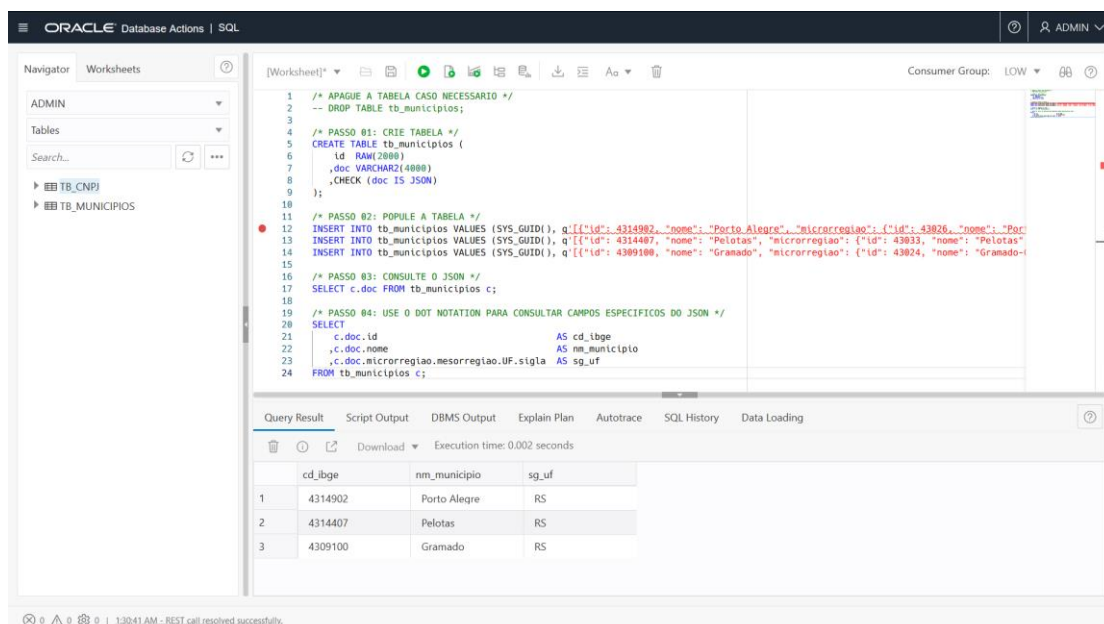 ORACLE Database Actions | SQL
ADMIN
Navigator Worksheets
[Worksheet]*
Aa
Consumer Group: LOW
ADMIN
Tables
Search...
TB_CNPJ
TB_MUNICIPIOS
1 /* APAGUE A TABELA CASO NECESSARIO */
2 -- DROP TABLE tb_municipios;
3
4 /* PASSO 01: CRIE TABELA */
5 CREATE TABLE tb_municipios (
6 id RAW(2000)
7 ,doc VARCHAR2(4000)
8 ,CHECK (doc IS JSON)
9 );
10
11 /* PASSO 02: POPULE A TABELA */
12 INSERT INTO tb_municipios VALUES (SYS_GUID(), q'[{"id": 4314902, "nome": "Porto Alegre", "microrregiao": {"id": 43026, "nome": "Por
13 INSERT INTO tb_municipios VALUES (SYS_GUID(), q'[{"id": 4314407, "nome": "Pelotas", "microrregiao": {"id": 43033, "nome": "Pelotas"
14 INSERT INTO tb_municipios VALUES (SYS_GUID(), q'[{"id": 4309100, "nome": "Gramado", "microrregiao": {"id": 43024, "nome": "Gramado-
15
16 /* PASSO 03: CONSULTE O JSON */
17 SELECT c.doc FROM tb_municipios c;
18
19 /* PASSO 04: USE O DOT NOTATION PARA CONSULTAR CAMPOS ESPECIFICOS DO JSON */
20 SELECT
21 c.doc.id AS cd_ibge
22 ,c.doc.nome AS nm_municipio
23 ,c.doc.microrregiao.mesorregiao.UF.sigla AS sg_uf
24 FROM tb_municipios c;
Query Result Script Output DBMS Output Explain Plan Autotrace SQL History Data Loading
Download Execution time: 0.002 seconds
cd_ibge nm_municipio sg_uf
1 4314902 Porto Alegre RS
2 4314407 Pelotas RS
3 4309100 Gramado RS
0 0 0 | 1:30:41 AM - REST call resolved successfully.